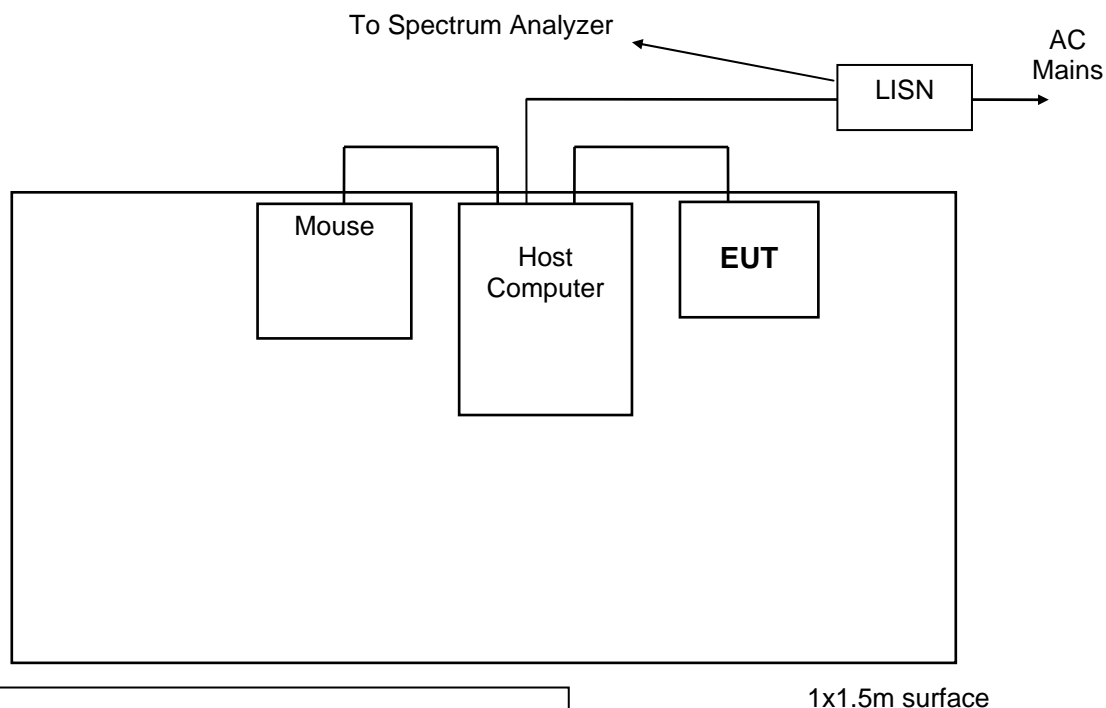 To Spectrum Analyzer
AC
Mains
LISN
Mouse
Host
Computer
EUT
1x1.5m surface